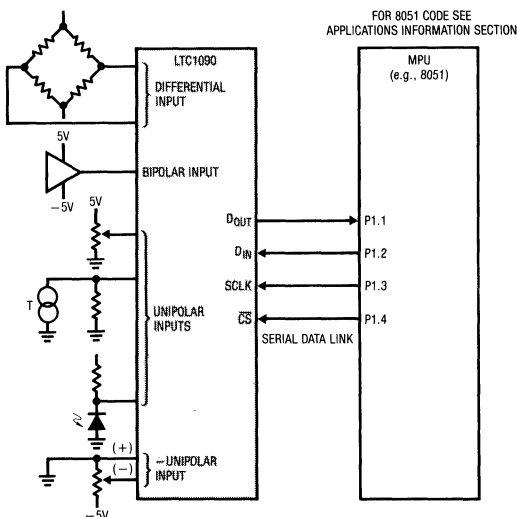 FOR 8051 CODE SEE
APPLICATIONS INFORMATION SECTION
LTC1090
MPU
(e.g., 8051)
DIFFERENTIAL
INPUT
5V
BIPOLAR INPUT
–5V
5V
DOUT
P1.1
DIN
P1.2
SCLK
P1.3
CS
P1.4
T
UNIPOLAR
INPUTS
SERIAL DATA LINK
(+)
(–)
–UNIPOLAR
INPUT
–5V